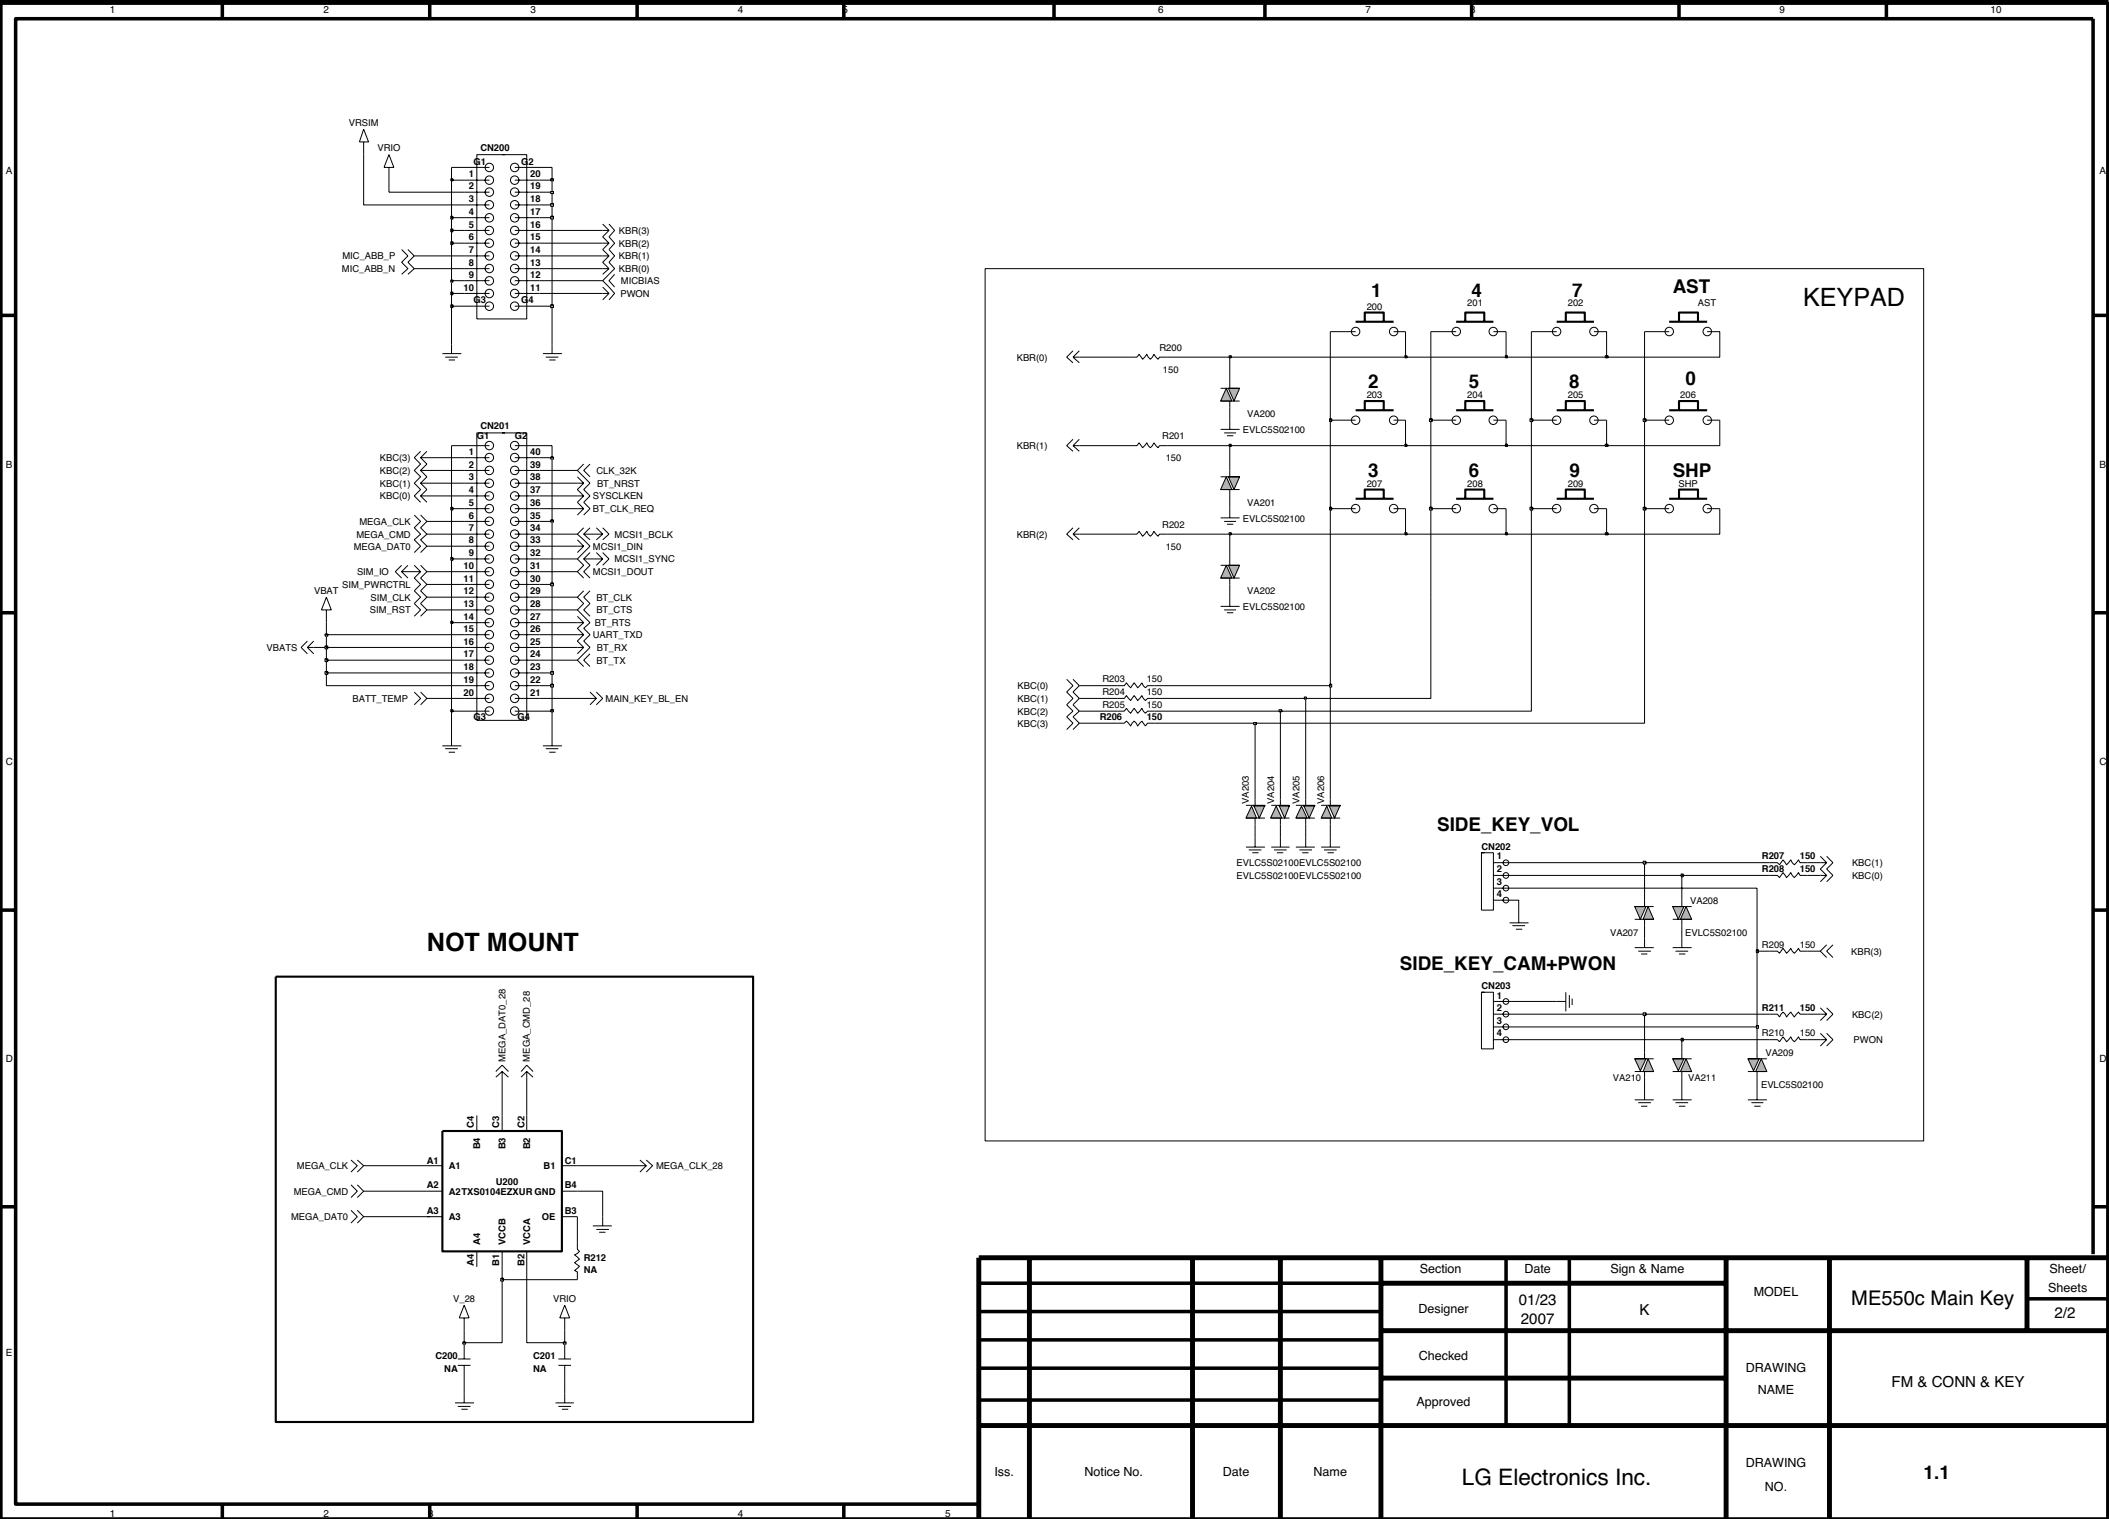 1 2 3 4 5 6 7 8 9 10
A
B
C
D
E
A
B
C
D
VRSIM
VRIO
CN200
G1 G2
1 20
2 19
3 18
4 17
5 16 KBR(3)
6 15 KBR(2)
MIC_ABB_P 7 14 KBR(1)
MIC_ABB_N 8 13 KBR(0)
9 12 MICBIAS
10 11 PWON
G3 G4
CN201
G1 G2
KBC(3) 1 40
KBC(2) 2 39 CLK_32K
KBC(1) 3 38 BT_NRST
KBC(0) 4 37 SYSCLKEN
5 36 BT_CLK_REQ
MEGA_CLK 6 35
MEGA_CMD 7 34 MCSI1_BCLK
MEGA_DAT0 8 33 MCSI1_DIN
9 32 MCSI1_SYNC
SIM_IO 10 31 MCSI1_DOUT
SIM_PWRCTRL 11 30
VBAT
SIM_CLK 12 29 BT_CLK
SIM_RST 13 28 BT_CTS
14 27 BT_RTS
15 26 UART_TXD
VBATS 16 25 BT_RX
17 24 BT_TX
18 23
19 22
BATT_TEMP 20 21 MAIN_KEY_BL_EN
G3 G4
KEYPAD
1 4 7 AST
200 201 202 AST
KBR(0) R200
150
VA200
EVLC5S02100
2 5 8 0
203 204 205 206
KBR(1) R201
150
VA201
EVLC5S02100
3 6 9 SHP
207 208 209 SHP
KBR(2) R202
150
VA202
EVLC5S02100
KBC(0) R203 150
KBC(1) R204 150
KBC(2) R205 150
KBC(3) R206 150
VA203 VA204 VA205 VA206
EVLC5S02100EVLC5S02100
EVLC5S02100EVLC5S02100
SIDE_KEY_VOL
CN202
1 R207 150 KBC(1)
2 R208 150 KBC(0)
3
4
VA208
VA207 EVLC5S02100
R209 150 KBR(3)
SIDE_KEY_CAM+PWON
CN203
1
2 R211 150 KBC(2)
3
4 R210 150 PWON
VA209
VA210 VA211
EVLC5S02100
NOT MOUNT
MEGA_DAT0_28
MEGA_CMD_28
C4 C3 C2
B4 B3 B2
MEGA_CLK A1 A1 B1 C1 MEGA_CLK_28
U200
MEGA_CMD A2 A2 TXS0104EZXUR GND B4
MEGA_DAT0 A3 A3 OE B3
A4 VCCB VCCA
A4 B1 B2
R212
NA
V_28 VRIO
C200
NA
C201
NA
Section Date Sign & Name
Designer 01/23 2007 K
Checked
Approved
MODEL ME550c Main Key
Sheet/ Sheets
2/2
DRAWING NAME FM & CONN & KEY
Iss. Notice No. Date Name
LG Electronics Inc.
DRAWING NO. 1.1
1 2 3 4 5